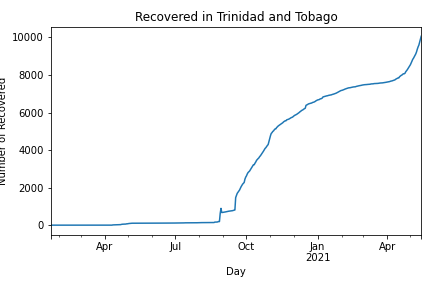 Recovered in Trinidad and Tobago
Number of Recovered
10000
8000
6000
4000
2000
0
Apr
Jul
Oct
Jan
2021
Apr
Day